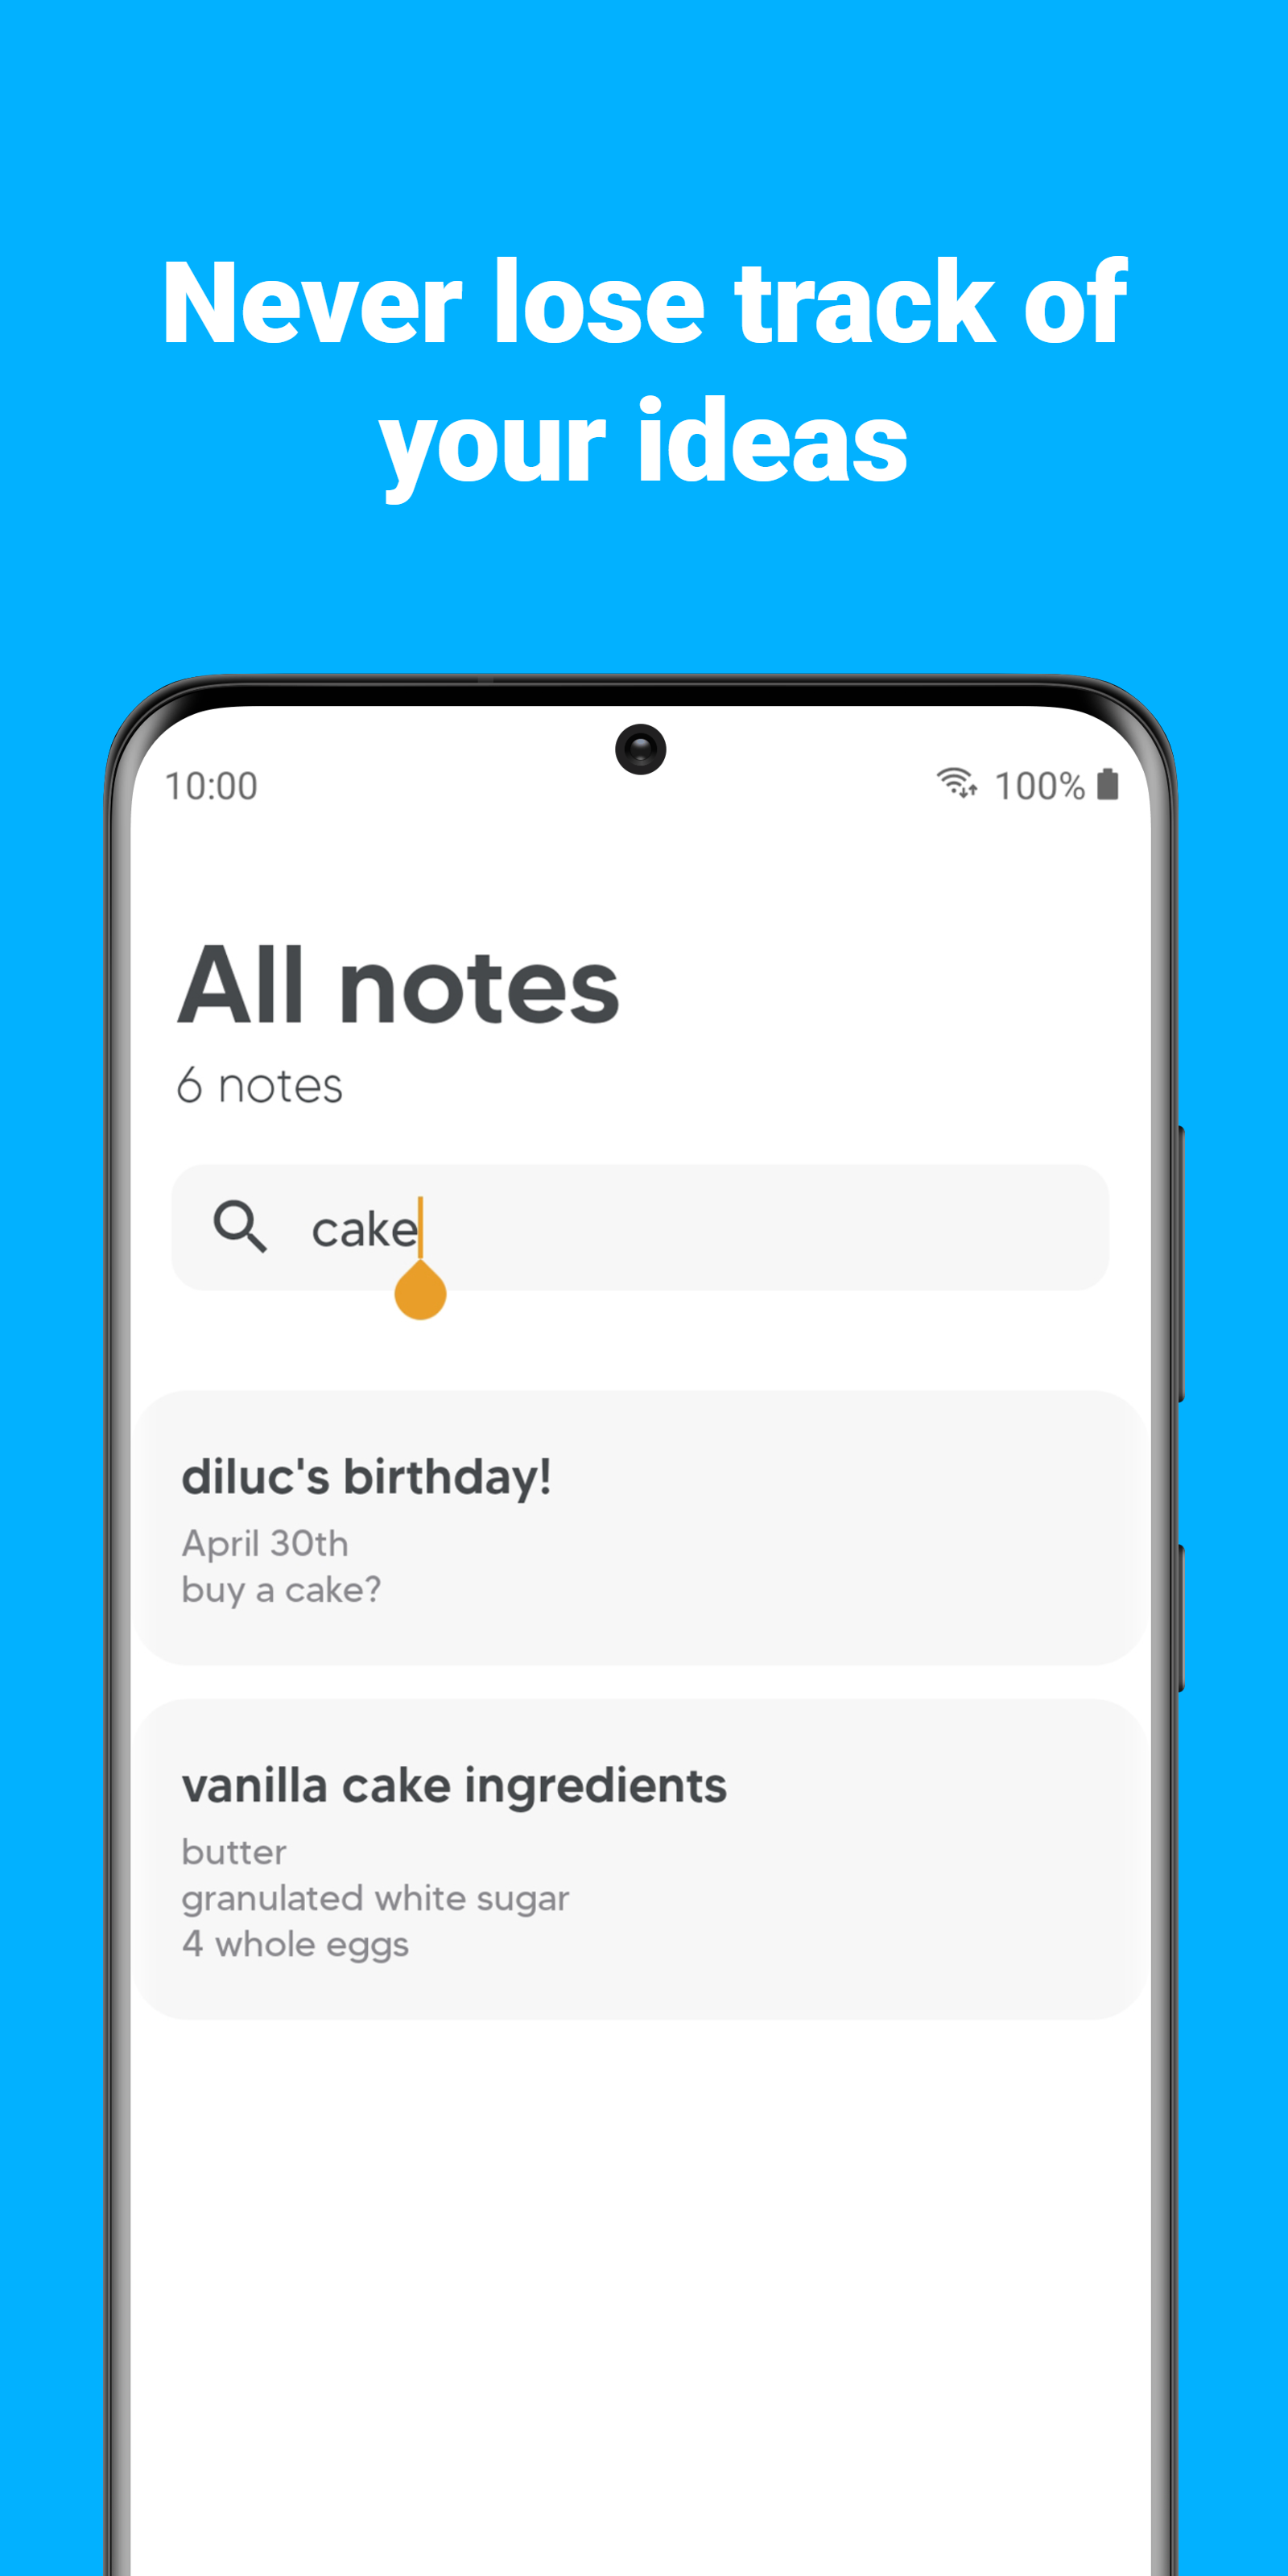 Never lose track of
your ideas
10:00
100%
All notes
6 notes
cake
diluc's birthday!
April 30th
buy a cake?
vanilla cake ingredients
butter
granulated white sugar
4 whole eggs